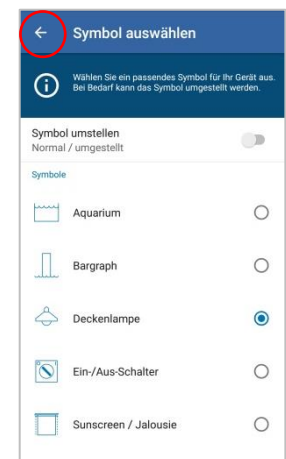 Symbol auswählen
Wählen Sie ein passendes Symbol für Ihr Gerät aus.
Bei Bedarf kann das Symbol umgestellt werden.
Symbol umstellen
Normal / umgestellt
Symbole
Aquarium
Bargraph
Deckenlampe
Ein-/Aus-Schalter
Sunscreen / Jalousie